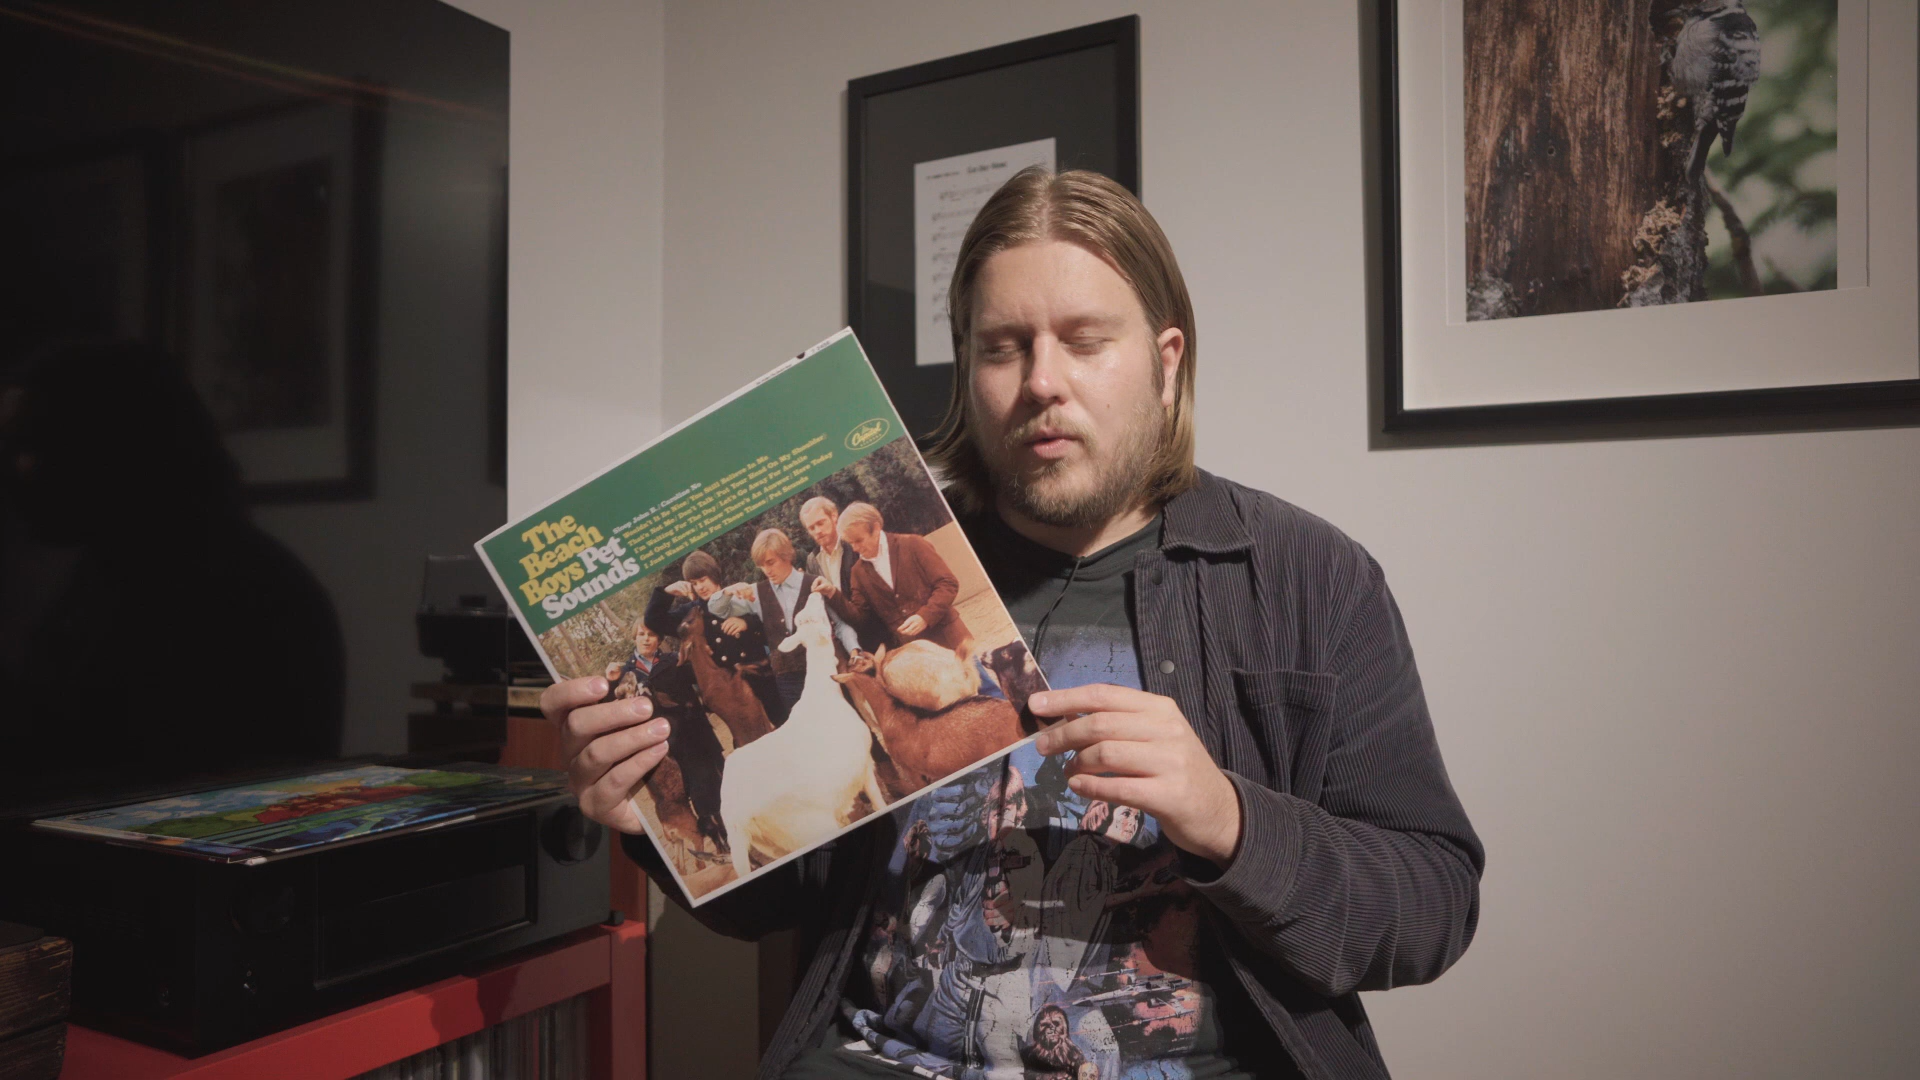 Capitol
The
Beach
Boys Pet
Sounds
Sloop John B. / Caroline No
Wouldn't It Be Nice / You Still Believe In Me
That's Not Me / Don't Talk / Put Your Head On My Shoulder
I'm Waiting For The Day / Let's Go Away For Awhile
God Only Knows / I Know There's An Answer / Here Today
I Just Wasn't Made For These Times / Pet Sounds